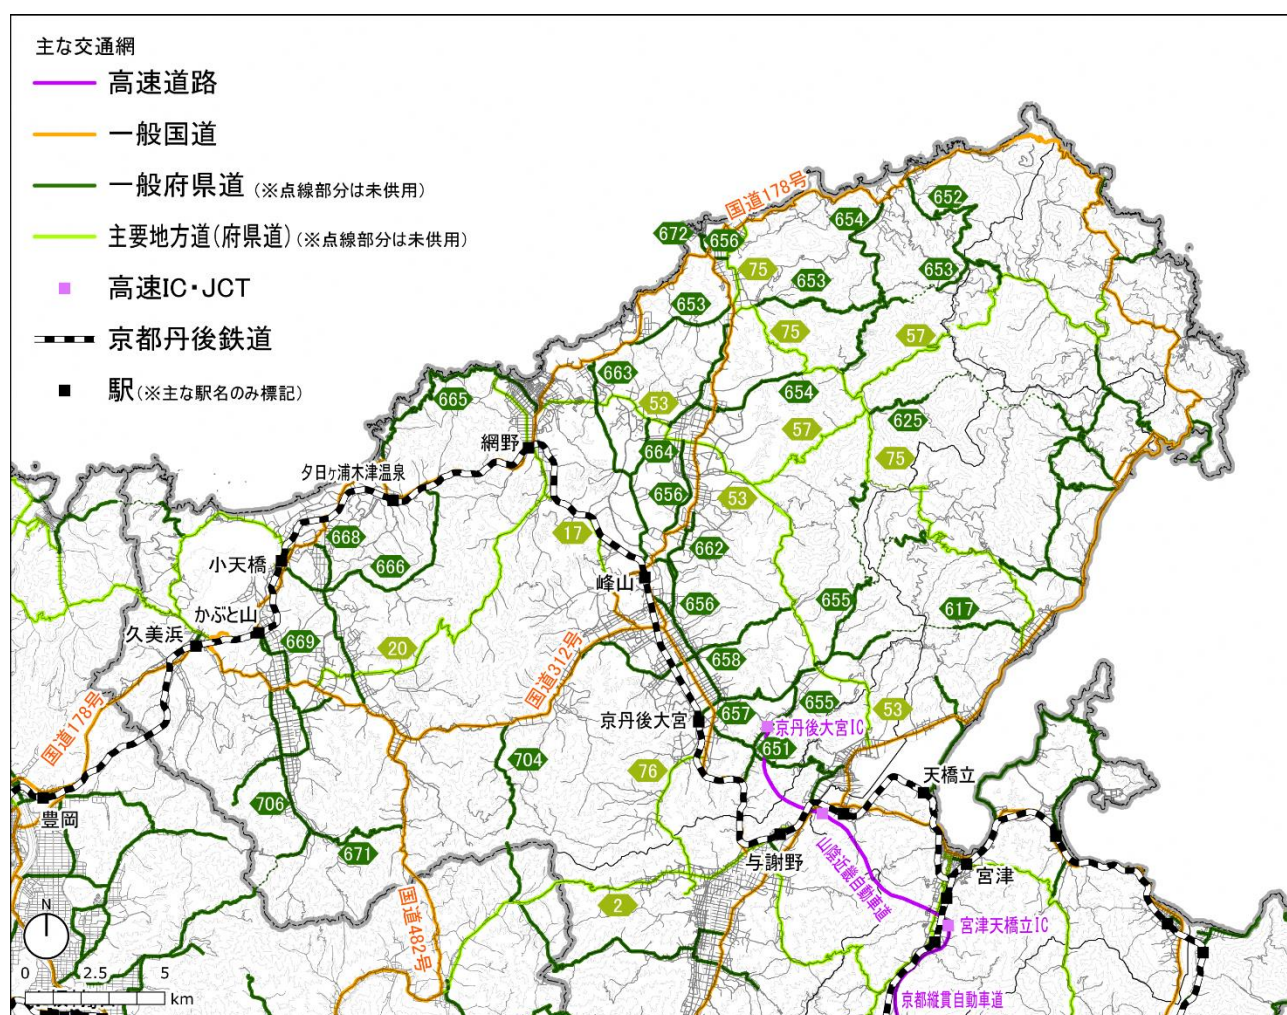 主な交通網
高速道路
一般国道
一般府県道(※点線部分は未供用)
主要地方道(府県道)(※点線部分は未供用)
高速IC・JCT
京都丹後鉄道
駅(※主な駅名のみ標記)
国道178号
652
654
672
656
75
653
653
653
75
57
663
53
654
665
57
625
網野
664
75
夕日ヶ浦木津温泉
656
53
17
668
662
小天橋
666
峰山
656
655
617
かぶと山
久美浜
669
20
658
国道312号
655
国道178号
657
53
京丹後大宮
京丹後大宮IC
651
704
76
天橋立
706
豊岡
671
与謝野
山陰近畿自動車道
宮津
2
国道482号
宮津天橋立IC
N
0
2.5
5
km
京都縦貫自動車道